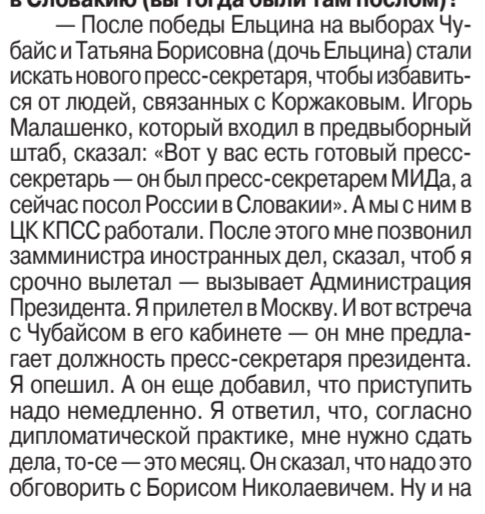 в Словакию (вы тогда были там послом)?
— После победы Ельцина на выборах Чу-
байс и Татьяна Борисовна (дочь Ельцина) стали
искать нового пресс-секретаря, чтобы избавить-
ся от людей, связанных с Коржаковым. Игорь
Малашенко, который входил в предвыборный
штаб, сказал: «Вот у вас есть готовый пресс-
секретарь — он был пресс-секретарем МИДа, а
сейчас посол России в Словакии». А мы с ним в
ЦК КПСС работали. После этого мне позвонил
замминистра иностранных дел, сказал, чтоб я
срочно вылетал — вызывает Администрация
Президента. Я прилетел в Москву. И вот встреча
с Чубайсом в его кабинете — он мне предла-
гает должность пресс-секретаря президента.
Я опешил. А он еще добавил, что приступить
надо немедленно. Я ответил, что, согласно
дипломатической практике, мне нужно сдать
дела, то-се — это месяц. Он сказал, что надо это
обговорить с Борисом Николаевичем. Ну и на